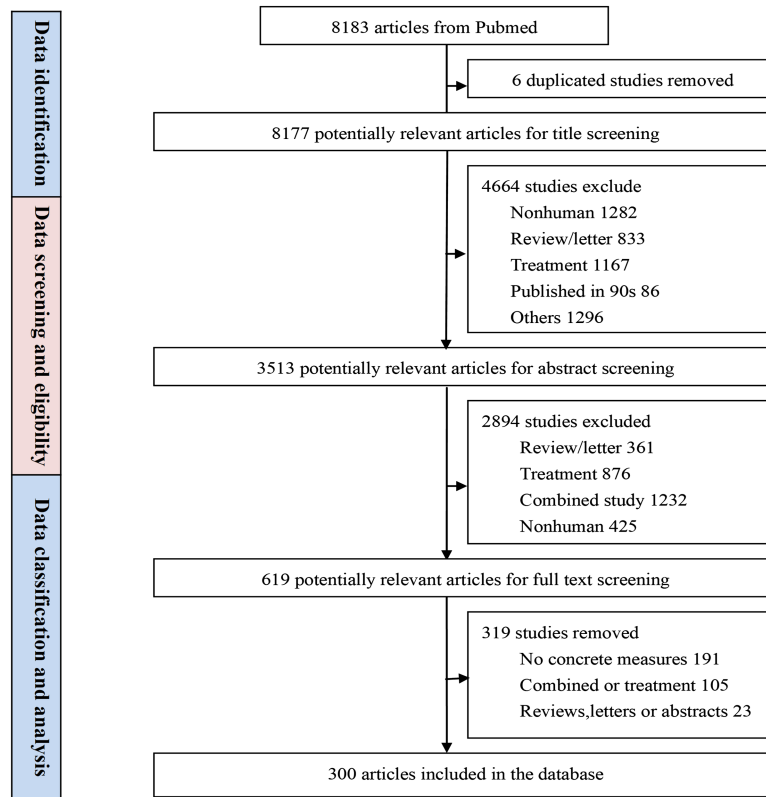 Data identification
Data screening and eligibility
Data classification and analysis
8183 articles from Pubmed
6 duplicated studies removed
8177 potentially relevant articles for title screening
4664 studies exclude
Nonhuman 1282
Review/letter 833
Treatment 1167
Published in 90s 86
Others 1296
3513 potentially relevant articles for abstract screening
2894 studies excluded
Review/letter 361
Treatment 876
Combined study 1232
Nonhuman 425
619 potentially relevant articles for full text screening
319 studies removed
No concrete measures 191
Combined or treatment 105
Reviews,letters or abstracts 23
300 articles included in the database